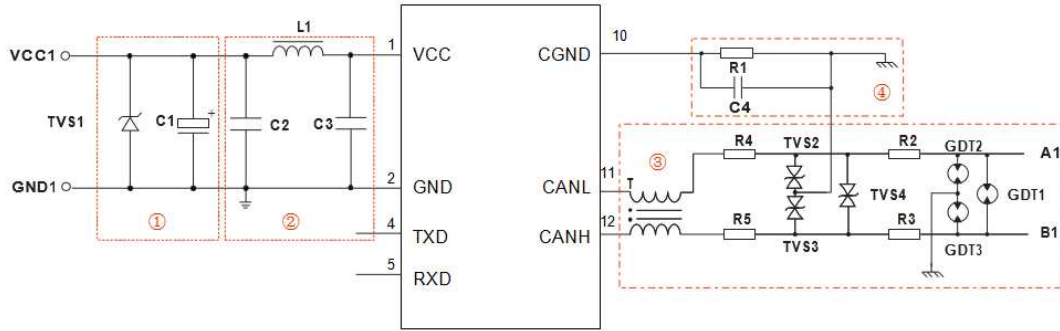 L1
VCC1
1
VCC
CGND
10
R1
C4
④
TVS1
C1
+
C2
C3
GND1
2
GND
①
②
4
TXD
5
RXD
③
T
R4
TVS2
R2
GDT2
A1
11
CANL
TVS4
GDT1
12
CANH
R5
TVS3
R3
GDT3
B1